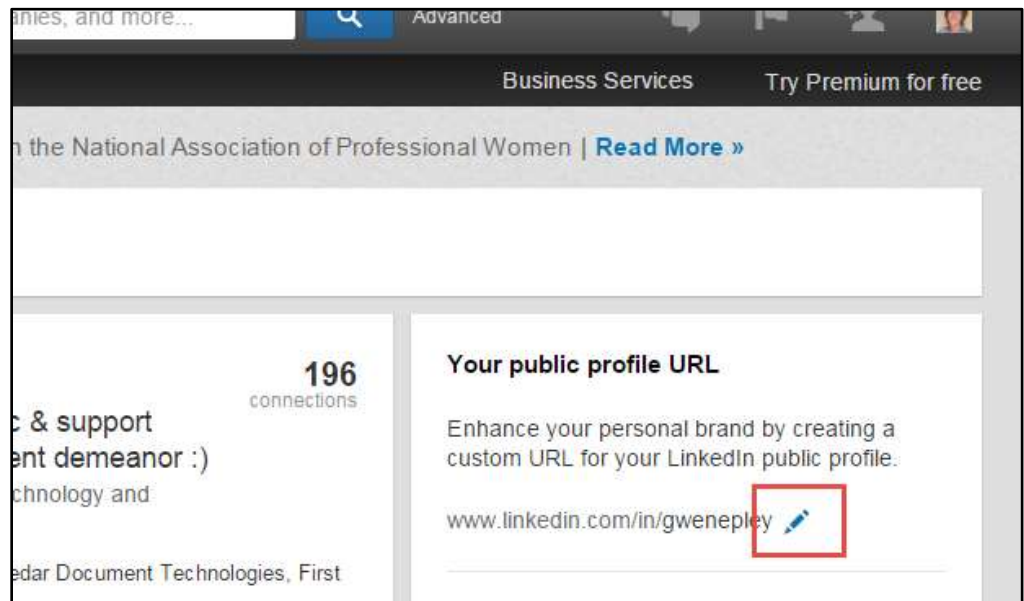 anies, and more...
Advanced
Business Services Try Premium for free
the National Association of Professional Women | Read More »
196
connections
& support
ent demeanor :)
chnology and
edar Document Technologies, First
Your public profile URL
Enhance your personal brand by creating a
custom URL for your LinkedIn public profile.
www.linkedin.com/in/gwenepley